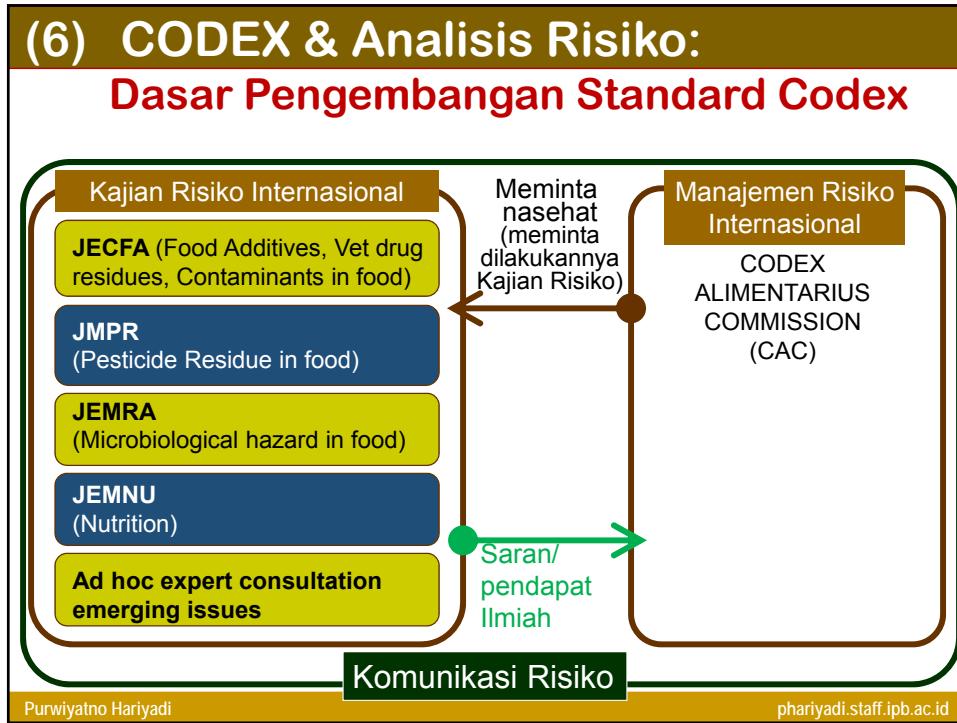 (6) CODEX & Analisis Risiko:
Dasar Pengembangan Standard Codex
Kajian Risiko Internasional
JECFA (Food Additives, Vet drug
residues, Contaminants in food)
JMPR
(Pesticide Residue in food)
JEMRA
(Microbiological hazard in food)
JEMNU
(Nutrition)
Ad hoc expert consultation
emerging issues
Meminta
nasehat
(meminta
dilakukannya
Kajian Risiko)
Saran/
pendapat
Ilmiah
Manajemen Risiko
Internasional
CODEX
ALIMENTARIUS
COMMISSION
(CAC)
Komunikasi Risiko
Purwiyatno Hariyadi
phariyadi.staff.ipb.ac.id